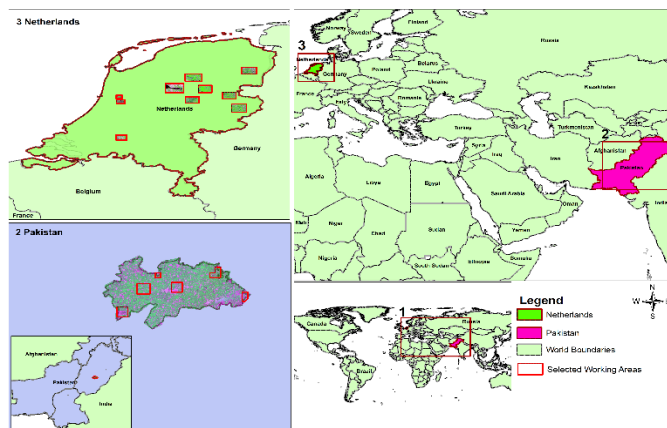 3 Netherlands
Netherlands
Germany
Belgium
France
2 Pakistan
Afghanistan
Pakistan
India
3
Norway
Sweden
Finland
Russia
Netherlands
Germany
Poland
Belarus
Ukraine
France
Romania
Italy
Kazakhstan
Turkey
Turkmenistan
2
Syria
Iraq
Iran
Afghanistan
Pakistan
Algeria
Libya
Egypt
Saudi Arabia
Oman
India
Mali
Niger
Chad
Sudan
Yemen
Nigeria
South Sudan
Ethiopia
Somalia
N
W
E
S
1
Canada
Russia
Brazil
Legend
Netherlands
Pakistan
World Boundaries
Selected Working Areas